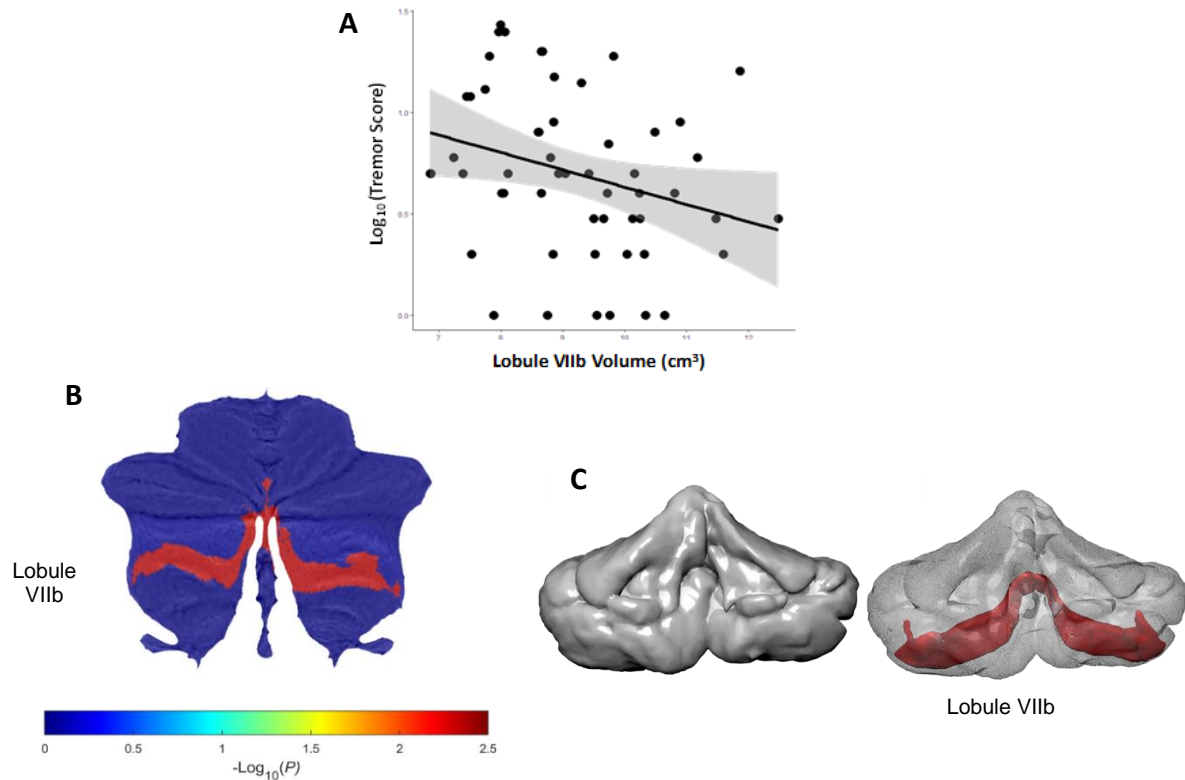 A
1.5
1.0
0.5
0.0
Log10 (Tremor Score)
7 8 9 10 11 12
Lobule VIIb Volume (cm³)
B
Lobule
VIIb
C
Lobule VIIb
0 0.5 1 1.5 2 2.5
-Log10(P)